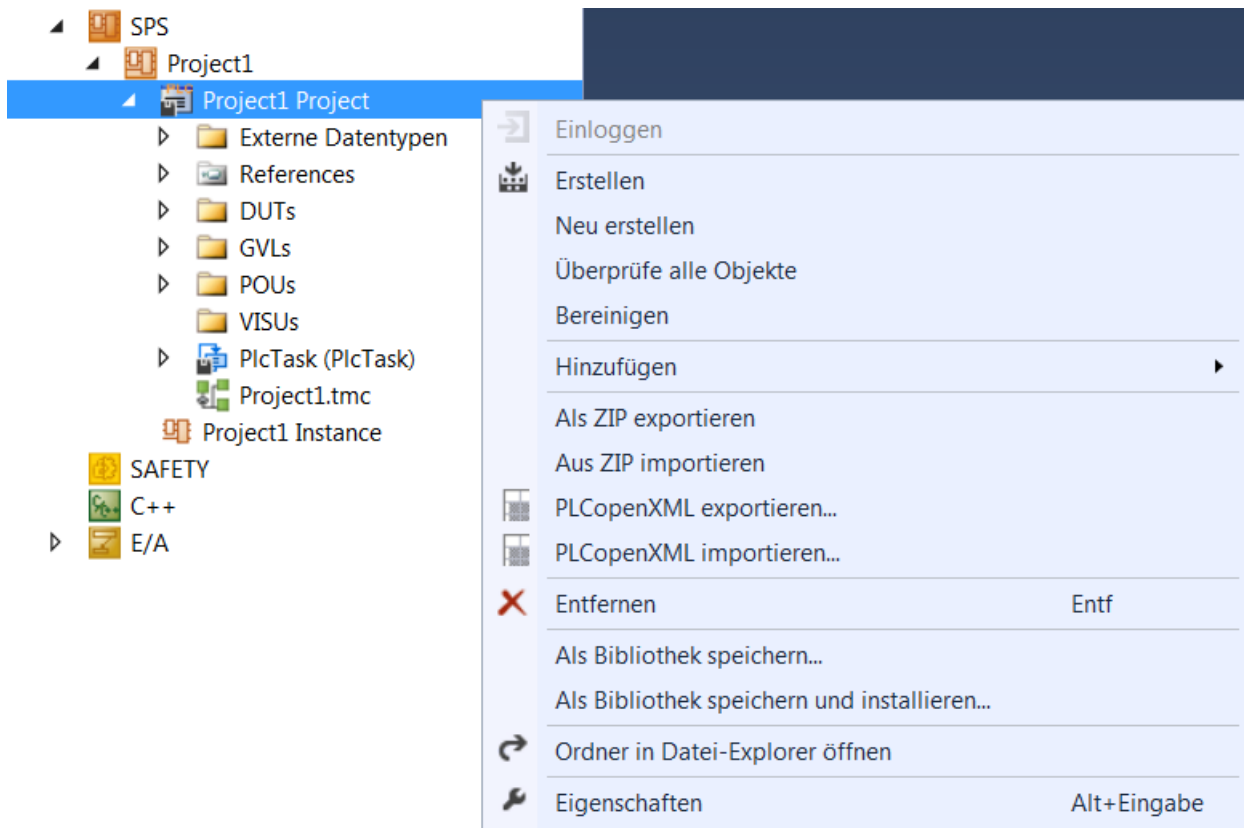 SPS
Project1
Project1 Project
Externe Datentypen
References
DUTs
GVLs
POUs
VISUs
PlcTask (PlcTask)
Project1.tmc
Project1 Instance
SAFETY
C++
E/A
Einloggen
Erstellen
Neu erstellen
Überprüfe alle Objekte
Bereinigen
Hinzufügen
Als ZIP exportieren
Aus ZIP importieren
PLCopenXML exportieren...
PLCopenXML importieren...
Entfernen Entf
Als Bibliothek speichern...
Als Bibliothek speichern und installieren...
Ordner in Datei-Explorer öffnen
Eigenschaften Alt+Eingabe